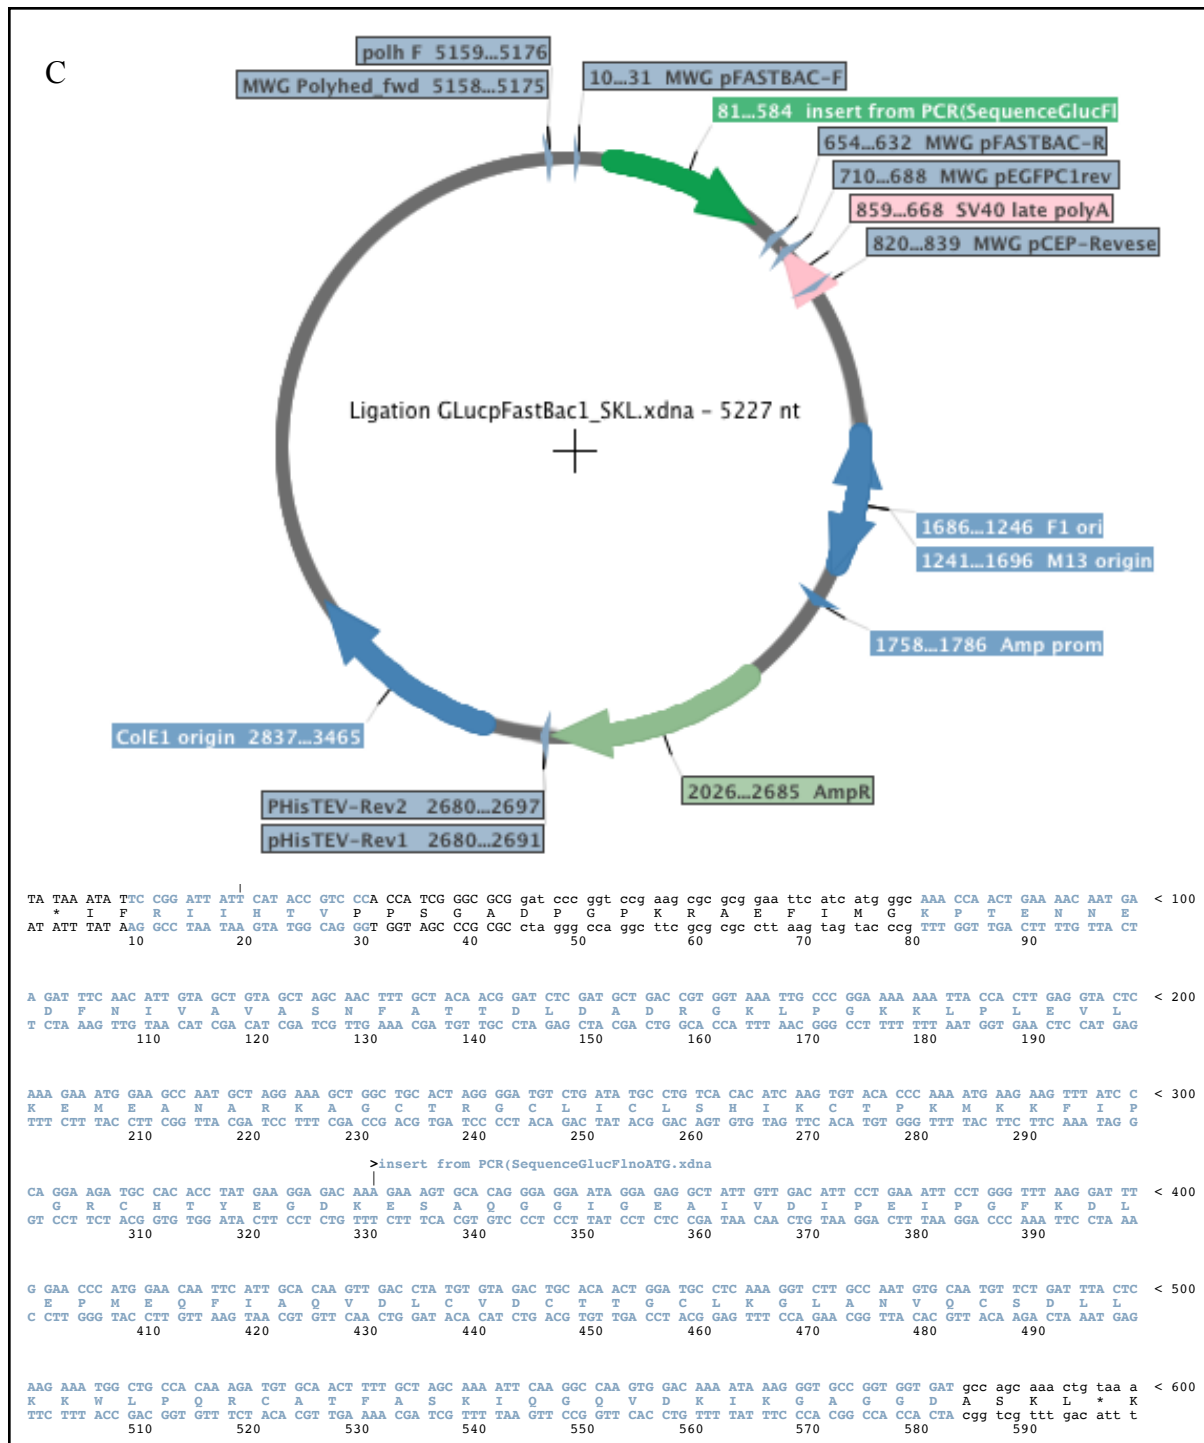 C
polh F 5159...5176
MWG Polyhed_fwd 5158...5175
10...31 MWG pFASTBAC-F
81...584 insert from PCR(SequenceGlucFl
654...632 MWG pFASTBAC-R
710...688 MWG pEGFPC1rev
859...668 SV40 late polyA
820...839 MWG pCEP-Revese
Ligation GLucpFastBac1_SKL.xdna - 5227 nt
1686...1246 F1 ori
1241...1696 M13 origin
1758...1786 Amp prom
ColE1 origin 2837...3465
2026...2685 AmpR
PHisTEV-Rev2 2680...2697
pHisTEV-Rev1 2680...2691
TA TAA ATA TTC CGG ATT ATT CAT ACC GTC CCA CCA TCG GGC GCG gat ccc ggt ccg aag cgc gcg gaa ttc atc atg ggc AAA CCA ACT GAA AAC AAT GA < 100
* I F R I I H T V P P S G A D P G P K R A E F I M G K P T E N N E
AT ATT TAT AAG GCC TAA TAA GTA TGG CAG GGT GGT AGC CCG CGC cta ggg cca ggc ttc gcg cgc ctt aag tag tac ccg TTT GGT TGA CTT TTG TTA CT
10 20 30 40 50 60 70 80 90
A GAT TTC AAC ATT GTA GCT GTA GCT AGC AAC TTT GCT ACA ACG GAT CTC GAT GCT GAC CGT GGT AAA TTG CCC GGA AAA AAA TTA CCA CTT GAG GTA CTC < 200
D F N I V A V A S N F A T T D L D A D R G K L P G K K L P L E V L
T CTA AAG TTG TAA CAT CGA CAT CGA TCG TTG AAA CGA TGT TGC CTA GAG CTA CGA CTG GCA CCA TTT AAC GGG CCT TTT TTT AAT GGT GAA CTC CAT GAG
110 120 130 140 150 160 170 180 190
AAA GAA ATG GAA GCC AAT GCT AGG AAA GCT GGC TGC ACT AGG GGA TGT CTG ATA TGC CTG TCA CAC ATC AAG TGT ACA CCC AAA ATG AAG AAG TTT ATC C < 300
K E M E A N A R K A G C T R G C L I C L S H I K C T P K M K K F I P
TTT CTT TAC CTT CGG TTA CGA TCC TTT CGA CCG ACG TGA TCC CCT ACA GAC TAT ACG GAC AGT GTG TAG TTC ACA TGT GGG TTT TAC TTC TTC AAA TAG G
210 220 230 240 250 260 270 280 290
>insert from PCR(SequenceGlucFlnoATG.xdna
CA GGA AGA TGC CAC ACC TAT GAA GGA GAC AAA GAA AGT GCA CAG GGA GGA ATA GGA GAG GCT ATT GTT GAC ATT CCT GAA ATT CCT GGG TTT AAG GAT TT < 400
G R C H T Y E G D K E S A Q G G I G E A I V D I P E I P G F K D L
GT CCT TCT ACG GTG TGG ATA CTT CCT CTG TTT CTT TCA CGT GTC CCT CCT TAT CCT CTC CGA TAA CAA CTG TAA GGA CTT TAA GGA CCC AAA TTC CTA AA
310 320 330 340 350 360 370 380 390
G GAA CCC ATG GAA CAA TTC ATT GCA CAA GTT GAC CTA TGT GTA GAC TGC ACA ACT GGA TGC CTC AAA GGT CTT GCC AAT GTG CAA TGT TCT GAT TTA CTC < 500
E P M E Q F I A Q V D L C V D C T T G C L K G L A N V Q C S D L L
C CTT GGG TAC CTT GTT AAG TAA CGT GTT CAA CTG GAT ACA CAT CTG ACG TGT TGA CCT ACG GAG TTT CCA GAA CGG TTA CAC GTT ACA AGA CTA AAT GAG
410 420 430 440 450 460 470 480 490
AAG AAA TGG CTG CCA CAA AGA TGT GCA ACT TTT GCT AGC AAA ATT CAA GGC CAA GTG GAC AAA ATA AAG GGT GCC GGT GGT GAT gcc agc aaa ctg taa a < 600
K K W L P Q R C A T F A S K I Q G Q V D K I K G A G G D A S K L * K
TTC TTT ACC GAC GGT GTT TCT ACA CGT TGA AAA CGA TCG TTT TAA GTT CCG GTT CAC CTG TTT TAT TTC CCA CGG CCA CCA CTA cgg tcg ttt gac att t
510 520 530 540 550 560 570 580 590